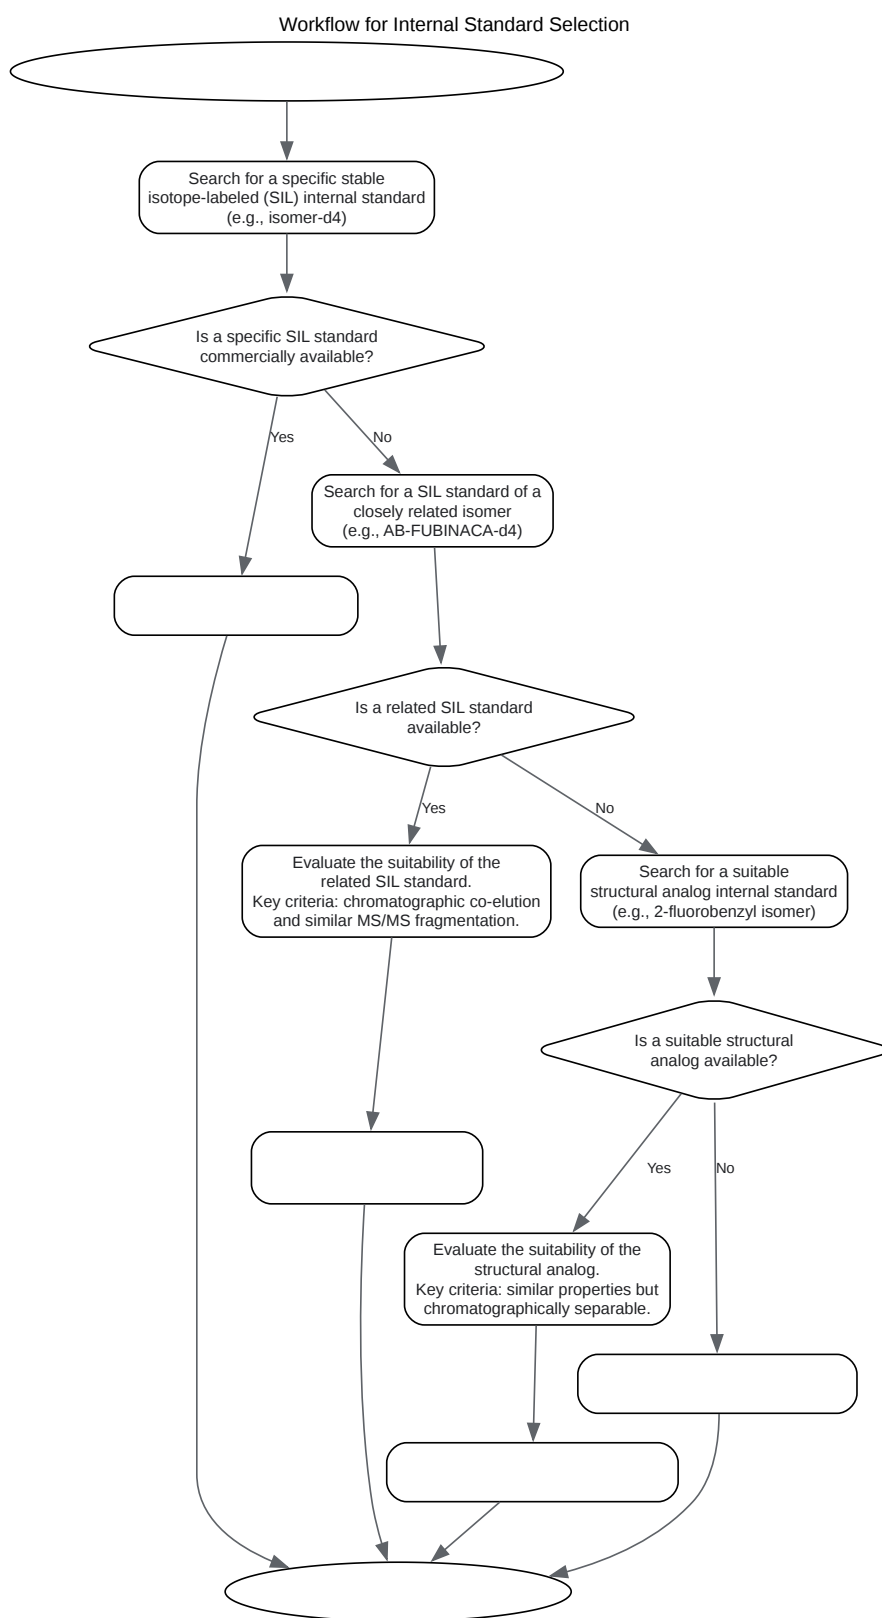 Workflow for Internal Standard Selection
Search for a specific stable
isotope-labeled (SIL) internal standard
(e.g., isomer-d4)
Is a specific SIL standard
commercially available?
Yes
No
Search for a SIL standard of a
closely related isomer
(e.g., AB-FUBINACA-d4)
Is a related SIL standard
available?
Yes
No
Evaluate the suitability of the
related SIL standard.
Key criteria: chromatographic co-elution
and similar MS/MS fragmentation.
Search for a suitable
structural analog internal standard
(e.g., 2-fluorobenzyl isomer)
Is a suitable structural
analog available?
Yes
No
Evaluate the suitability of the
structural analog.
Key criteria: similar properties but
chromatographically separable.